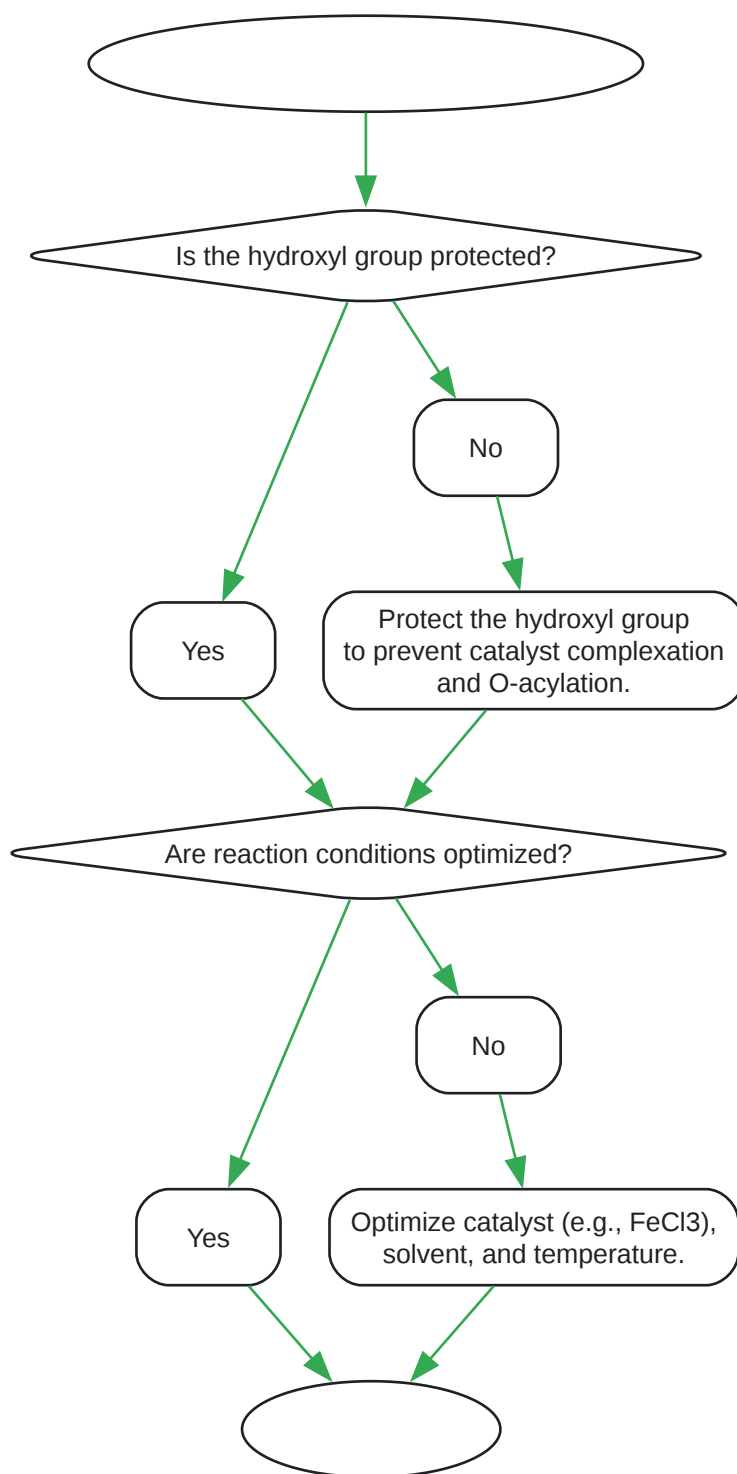 Is the hydroxyl group protected?
No
Yes
Protect the hydroxyl group
to prevent catalyst complexation
and O-acylation.
Are reaction conditions optimized?
No
Yes
Optimize catalyst (e.g., FeCl3),
solvent, and temperature.